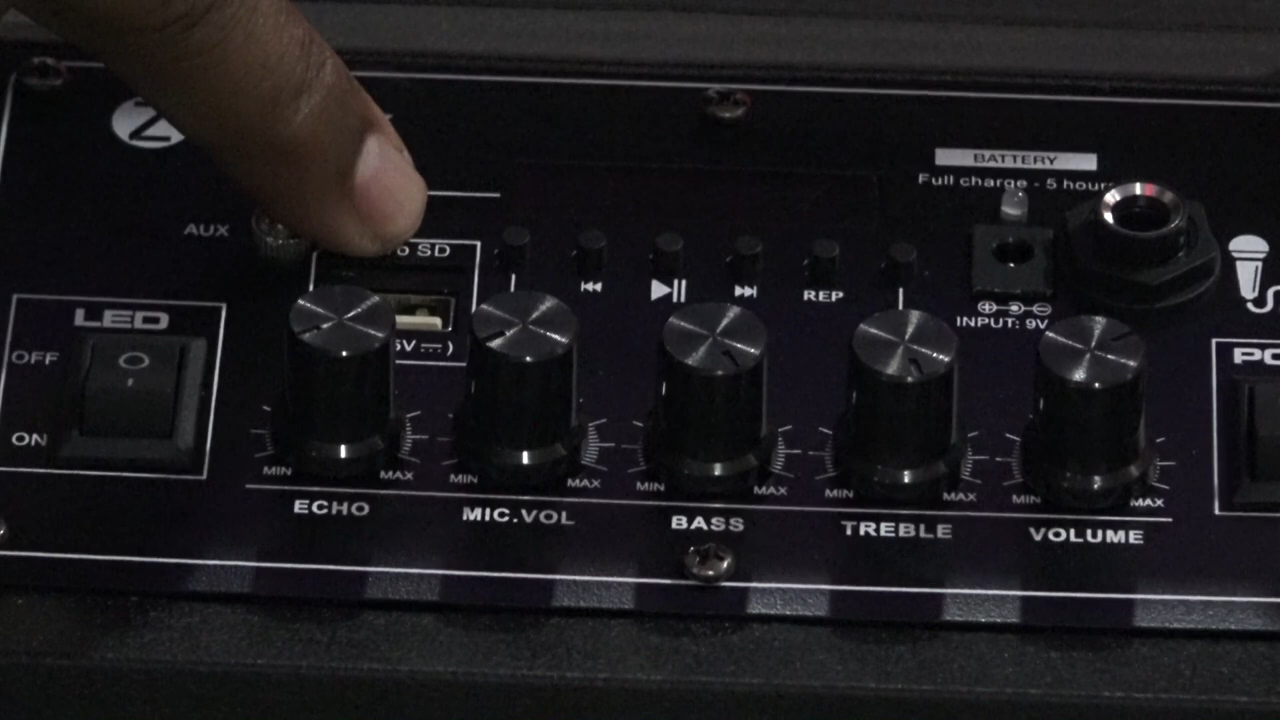 BATTERY
Full charge - 5 hours
AUX
SD
5V
REP
INPUT: 9V
LED
OFF
ON
MIN MAX MIN MAX MIN MAX MIN MAX MIN MAX
ECHO MIC.VOL BASS TREBLE VOLUME